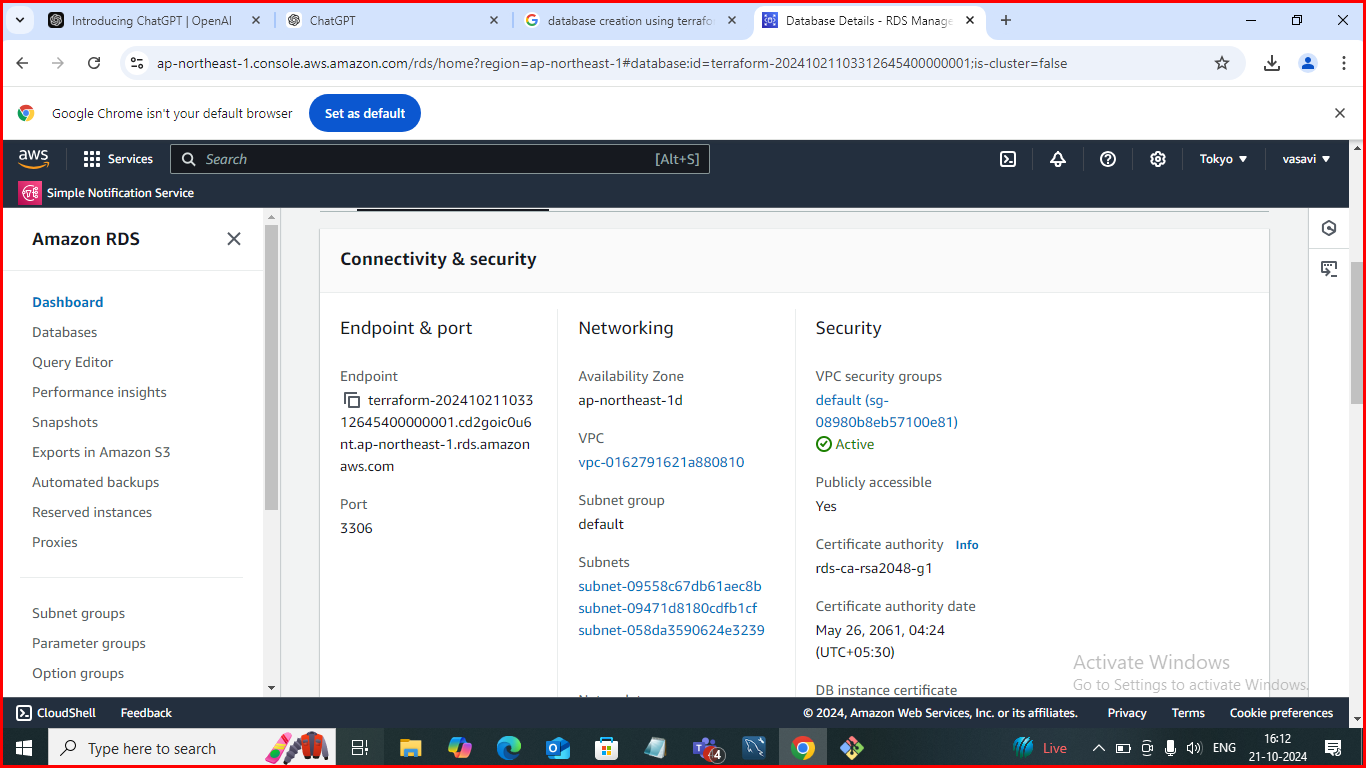 Introducing ChatGPT | OpenAI
ChatGPT
database creation using terrafo
Database Details - RDS Manage
ap-northeast-1.console.aws.amazon.com/rds/home?region=ap-northeast-1#database:id=terraform-20241021103312645400000001;is-cluster=false
Google Chrome isn't your default browser
Set as default
aws
Services
Search
[Alt+S]
Tokyo ▼
vasavi ▼
Simple Notification Service
Amazon RDS
Dashboard
Databases
Query Editor
Performance insights
Snapshots
Exports in Amazon S3
Automated backups
Reserved instances
Proxies
Subnet groups
Parameter groups
Option groups
Connectivity & security
Endpoint & port
Endpoint
terraform-202410211033
12645400000001.cd2goic0u6
nt.ap-northeast-1.rds.amazon
aws.com
Port
3306
Networking
Availability Zone
ap-northeast-1d
VPC
vpc-0162791621a880810
Subnet group
default
Subnets
subnet-09558c67db61aec8b
subnet-09471d8180cdfb1cf
subnet-058da3590624e3239
Security
VPC security groups
default (sg-
08980b8eb57100e81)
Active
Publicly accessible
Yes
Certificate authority Info
rds-ca-rsa2048-g1
Certificate authority date
May 26, 2061, 04:24
(UTC+05:30)
DB instance certificate
Activate Windows
Go to Settings to activate Windows.
CloudShell
Feedback
© 2024, Amazon Web Services, Inc. or its affiliates.
Privacy
Terms
Cookie preferences
Type here to search
4
Live
ENG
16:12
21-10-2024